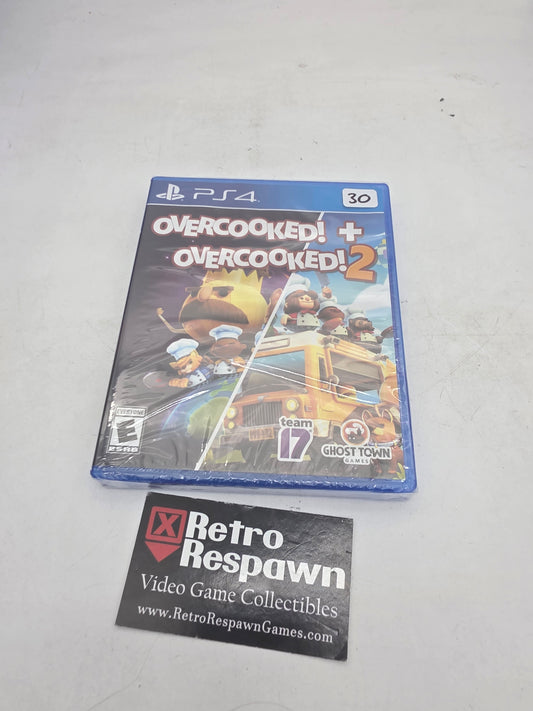 PS4
30
OVERCOOKED! +
OVERCOOKED! 2
EVERYONE
E
ESRB
team
17
GHOST TOWN
GAMES
Retro
Respawn
Video Game Collectibles
www.RetroRespawnGames.com